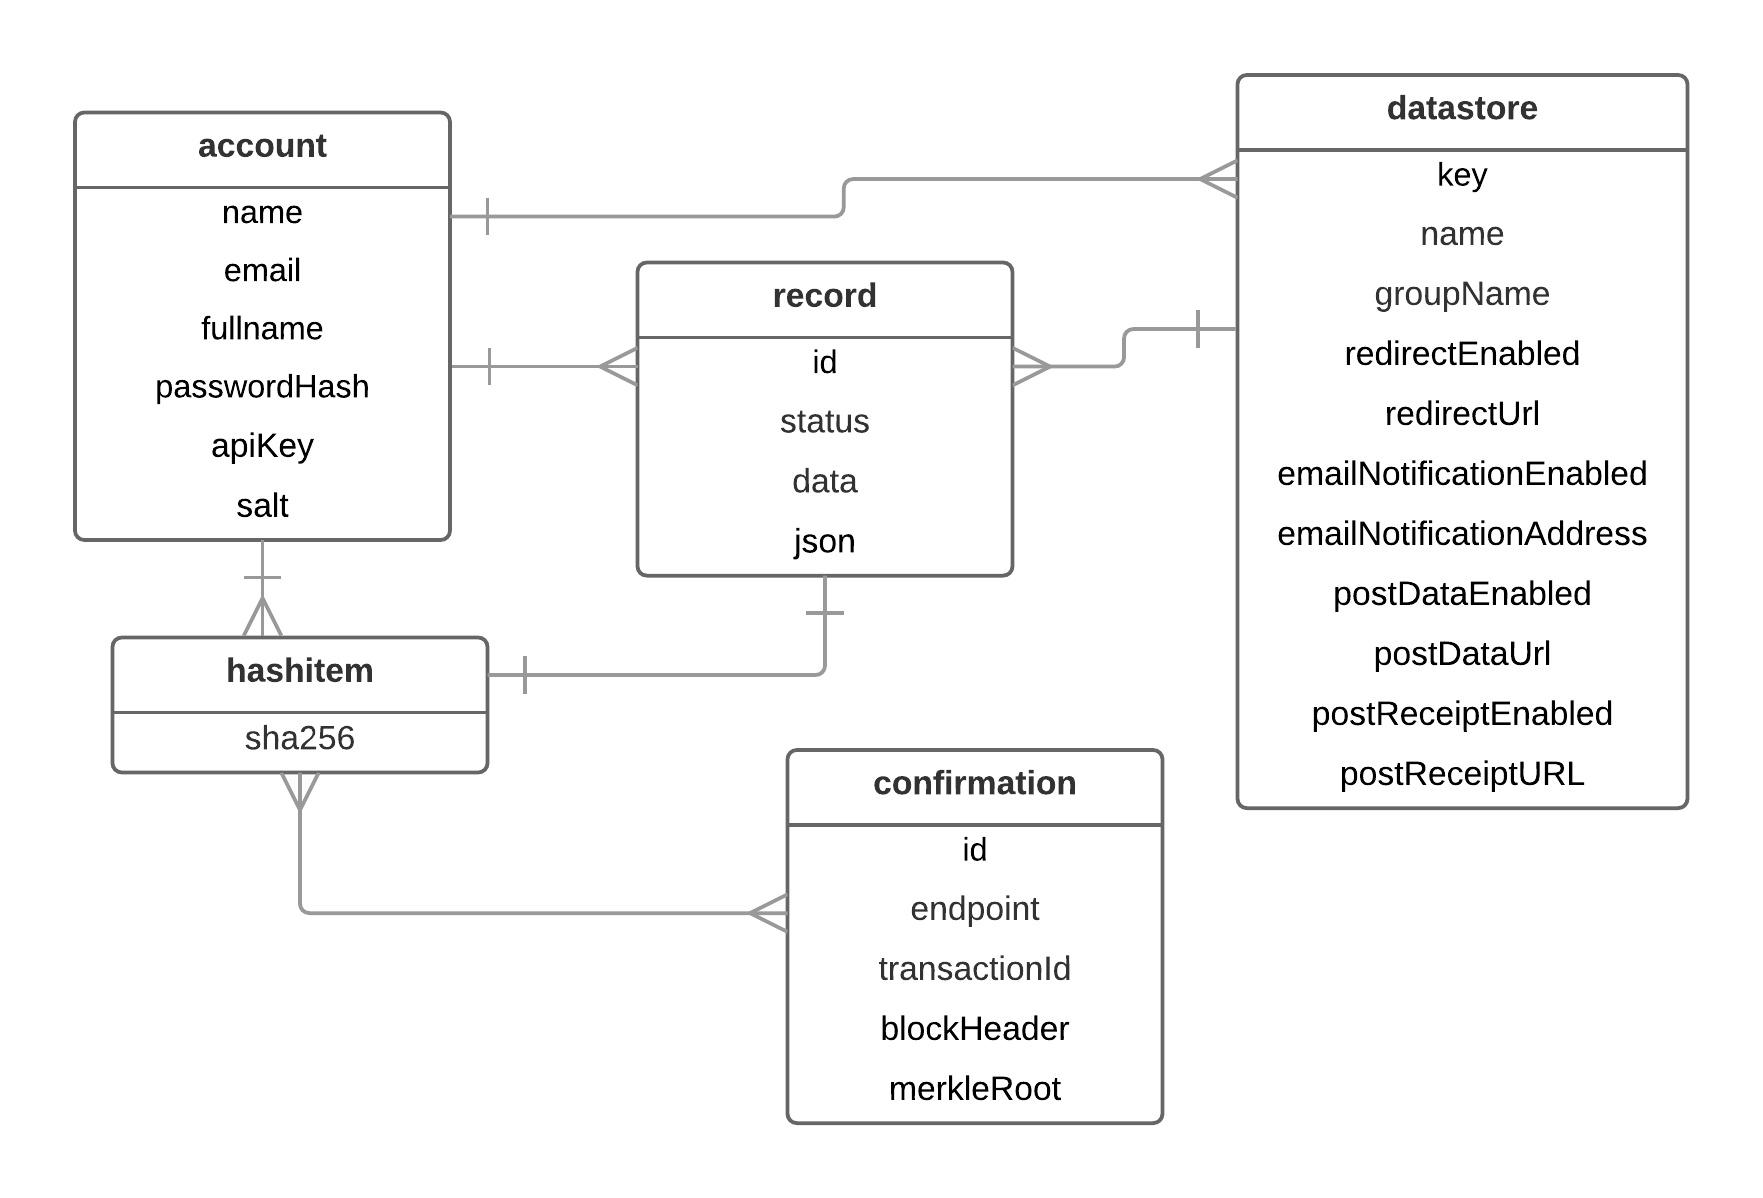 account
name
email
fullname
passwordHash
apiKey
salt
datastore
key
name
groupName
redirectEnabled
redirectUrl
emailNotificationEnabled
emailNotificationAddress
postDataEnabled
postDataUrl
postReceiptEnabled
postReceiptURL
record
id
status
data
json
hashitem
sha256
confirmation
id
endpoint
transactionId
blockHeader
merkleRoot